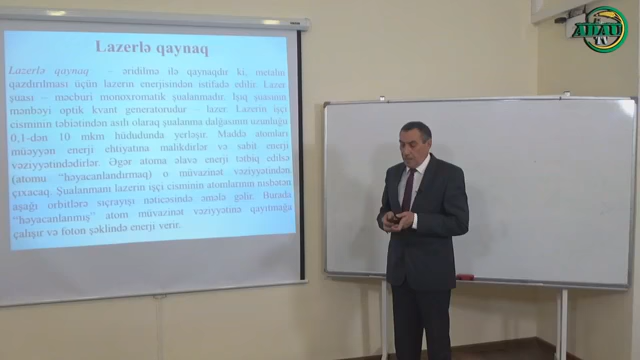 Lazerlə qaynaq
Lazerlə qaynaq – əridilmə ilə qaynaqdır ki, metalın
qızdırılması üçün lazerin enerjisindən istifadə edilir. Lazer
şüası – məcburi monoxromatik şüalanmadır. İşıq şüasının
mənbəyi optik kvant generatorudur – lazer. Lazerin işçi
cisminin təbiətindən asılı olaraq şüalanma dalğasının uzunluğu
0,1-dən 10 mkm hüdudunda yerləşir. Maddə atomları
müəyyən enerji ehtiyatına malikdirlər və sabit enerji
vəziyyətindədirlər. Əgər atoma əlavə enerji tətbiq edilsə
(atomu “həyacanlandırmaq) o müvazinət vəziyyətindən
çıxacaq. Şüalanmanı lazerin işçi cisminin atomlarının nisbətən
aşağı orbitlərə sıçrayışı nəticəsində əmələ gəlir. Burada
“həyacanlanmış” atom müvazinət vəziyyətinə qayıtmağa
çalışır və foton şəklində enerji verir.
ADAU
TV